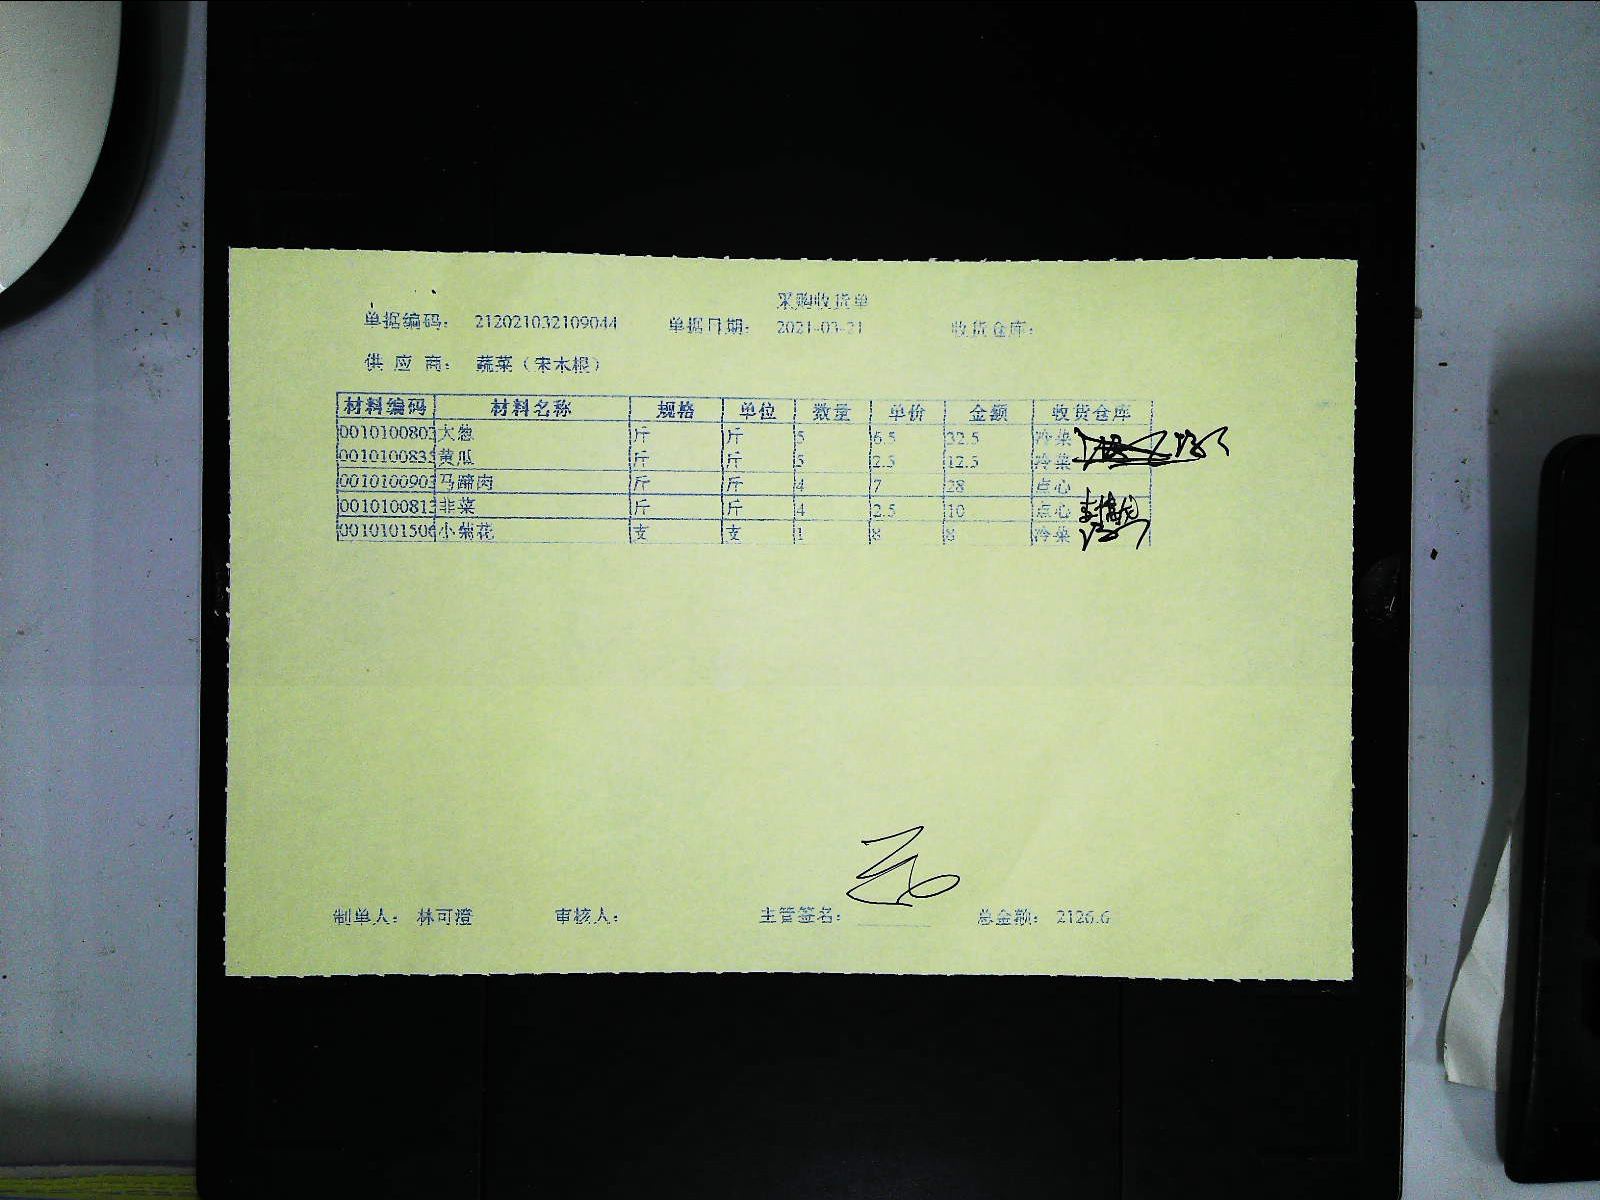 采购收货单
单据编码： 212021032109044 单据日期： 2021-03-21 收货仓库：
供 应 商： 蔬菜（宋木根）
材料编码 材料名称 规格 单位 数量 单价 金额 收货仓库
0010100803 大葱 斤 斤 5 6.5 32.5 冷菜
0010100835 黄瓜 斤 斤 5 2.5 12.5 冷菜
0010100903 马蹄肉 斤 斤 4 7 28 点心
0010100813 韭菜 斤 斤 4 2.5 10 点心
0010101506 小菊花 支 支 1 8 8 冷菜
制单人： 林可澄 审核人： 主管签名： 总金额： 2126.6